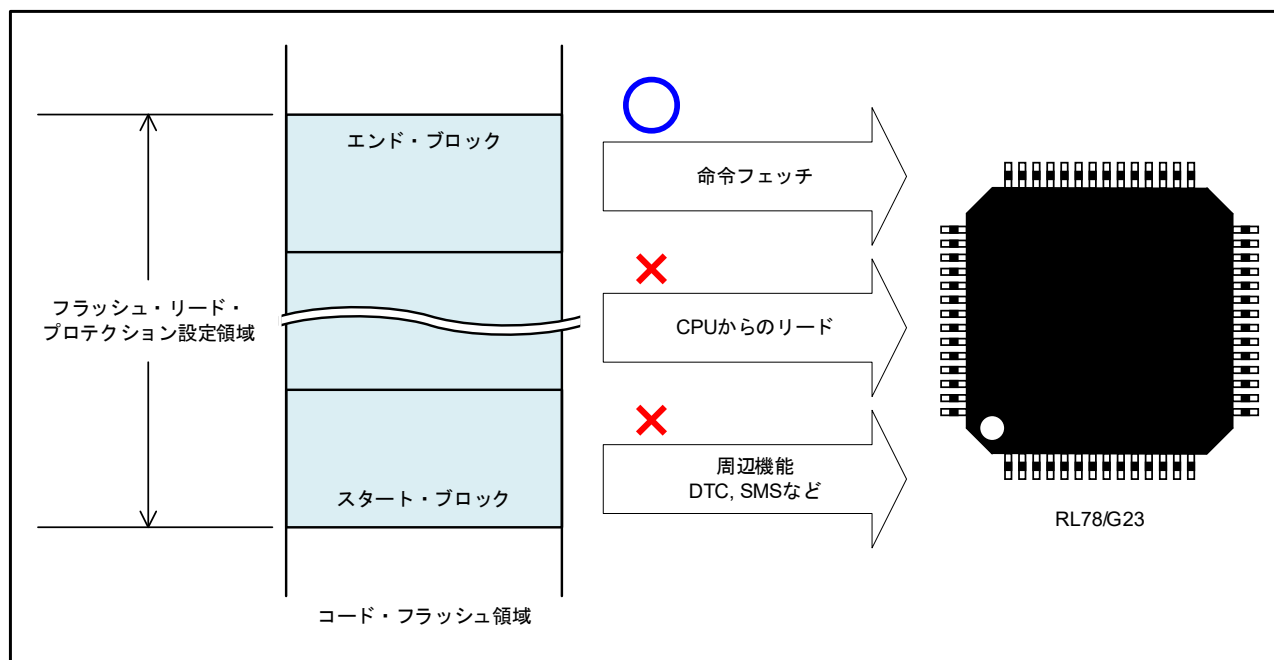 エンド・ブロック
フラッシュ・リード・
プロテクション設定領域
スタート・ブロック
コード・フラッシュ領域
命令フェッチ
CPUからのリード
周辺機能
DTC, SMSなど
RL78/G23